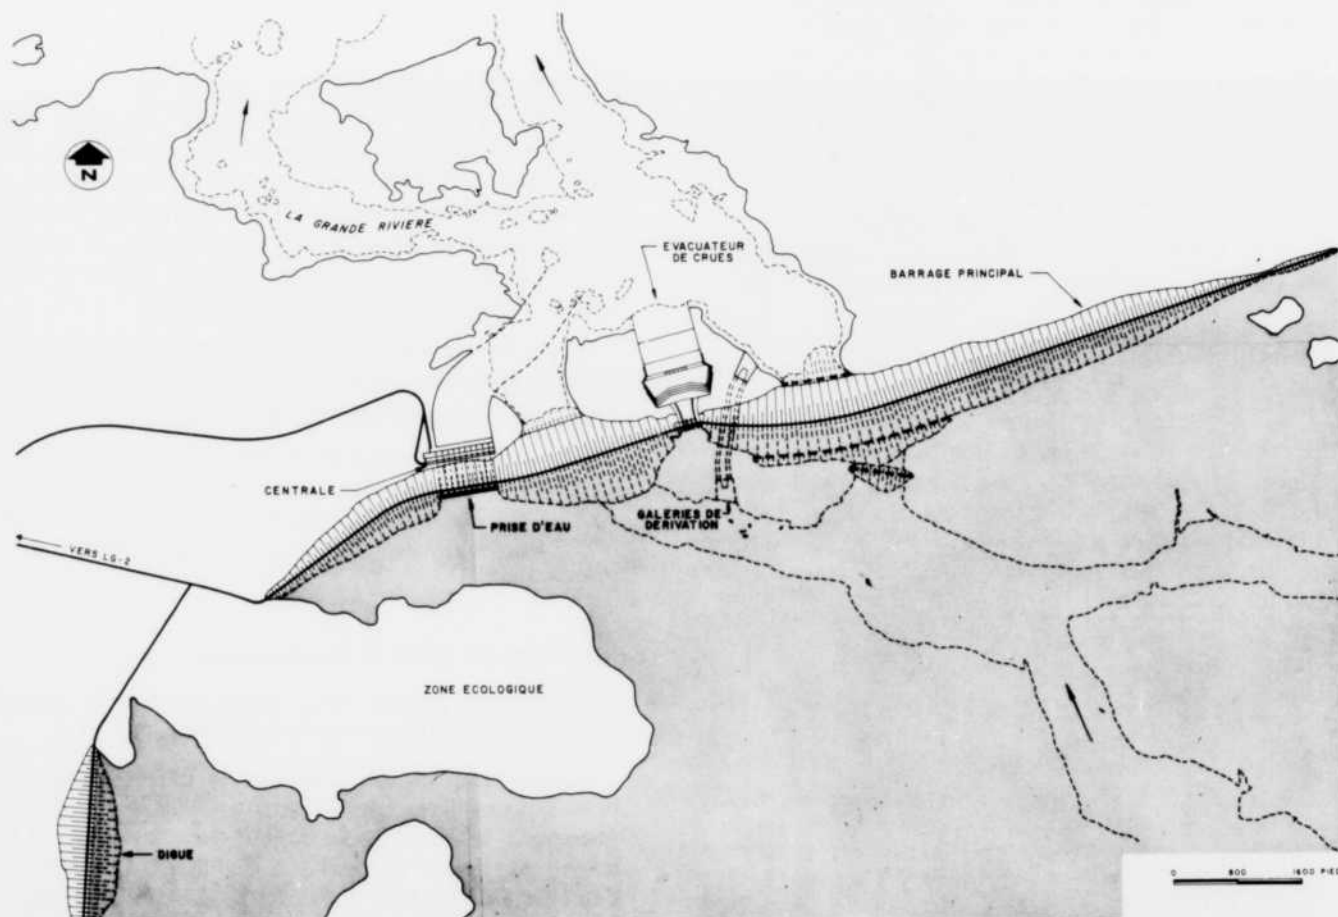 N
LA GRANDE RIVIERE
EVACUATEUR
DE CRUES
BARRAGE PRINCIPAL
CENTRALE
PRISE D'EAU
GALERIES DE
DERIVATION
VERS LG-2
ZONE ECOLOGIQUE
DIGUE
0 800 1600 PIED